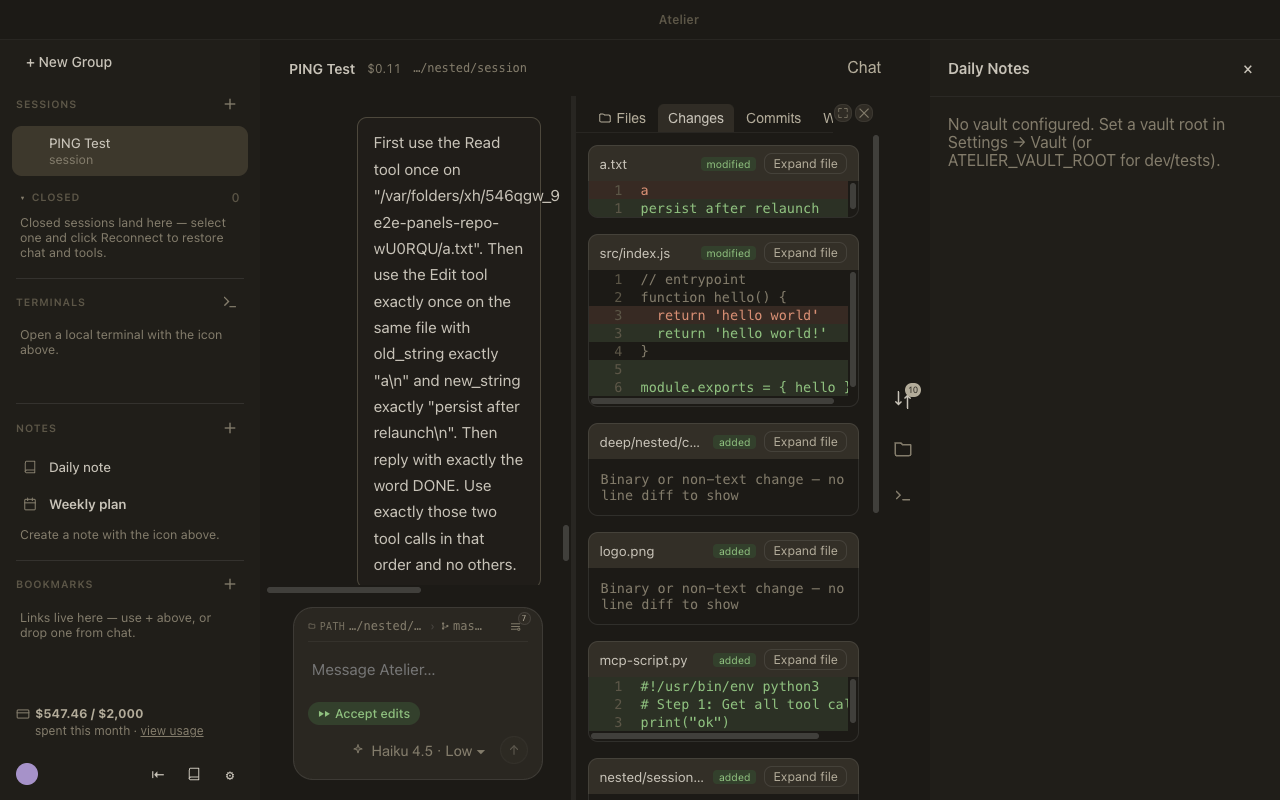 Atelier
+ New Group
SESSIONS
PING Test
session
CLOSED 0
Closed sessions land here — select
one and click Reconnect to restore
chat and tools.
TERMINALS
Open a local terminal with the icon
above.
NOTES
Daily note
Weekly plan
Create a note with the icon above.
BOOKMARKS
Links live here — use + above, or
drop one from chat.
$547.46 / $2,000
spent this month · view usage
PING Test $0.11 …/nested/session
Chat
First use the Read
tool once on
"/var/folders/xh/546qgw_9
e2e-panels-repo-
wU0RQU/a.txt". Then
use the Edit tool
exactly once on the
same file with
old_string exactly
"a\n" and new_string
exactly "persist after
relaunch\n". Then
reply with exactly the
word DONE. Use
exactly those two
tool calls in that
order and no others.
PATH …/nested/… › mas… 7
Message Atelier...
Accept edits
Haiku 4.5 · Low
Files Changes Commits W
a.txt modified Expand file
1 a
1 persist after relaunch
src/index.js modified Expand file
1 // entrypoint
2 function hello() {
3 return 'hello world'
3 return 'hello world!'
4 }
5
6 module.exports = { hello }
deep/nested/c… added Expand file
Binary or non-text change — no
line diff to show
logo.png added Expand file
Binary or non-text change — no
line diff to show
mcp-script.py added Expand file
1 #!/usr/bin/env python3
2 # Step 1: Get all tool cal
3 print("ok")
nested/session… added Expand file
10
Daily Notes
No vault configured. Set a vault root in
Settings → Vault (or
ATELIER_VAULT_ROOT for dev/tests).